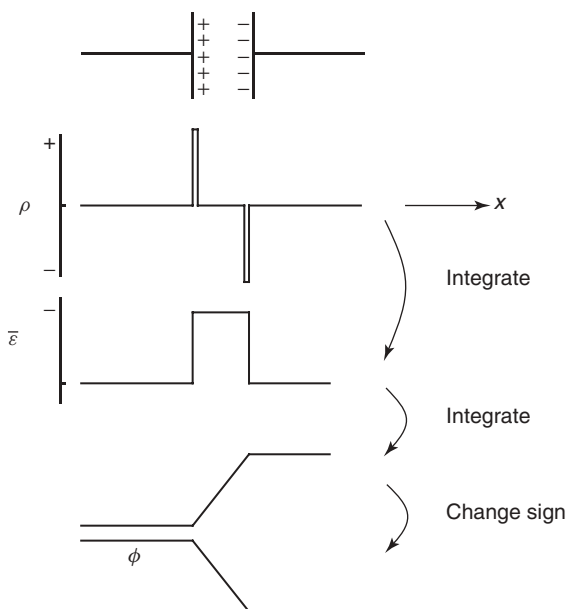 + −
+ −
+ −
+ −
+ −
+
ρ
x
−
Integrate
−
ε̅
Integrate
Change sign
ϕ